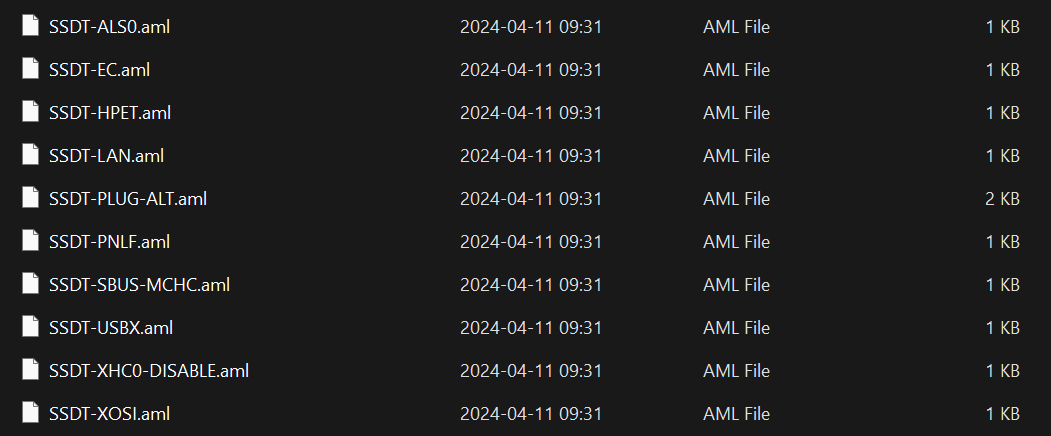 SSDT-ALS0.aml 2024-04-11 09:31 AML File 1 KB
SSDT-EC.aml 2024-04-11 09:31 AML File 1 KB
SSDT-HPET.aml 2024-04-11 09:31 AML File 1 KB
SSDT-LAN.aml 2024-04-11 09:31 AML File 1 KB
SSDT-PLUG-ALT.aml 2024-04-11 09:31 AML File 2 KB
SSDT-PNLF.aml 2024-04-11 09:31 AML File 1 KB
SSDT-SBUS-MCHC.aml 2024-04-11 09:31 AML File 1 KB
SSDT-USBX.aml 2024-04-11 09:31 AML File 1 KB
SSDT-XHC0-DISABLE.aml 2024-04-11 09:31 AML File 1 KB
SSDT-XOSI.aml 2024-04-11 09:31 AML File 1 KB